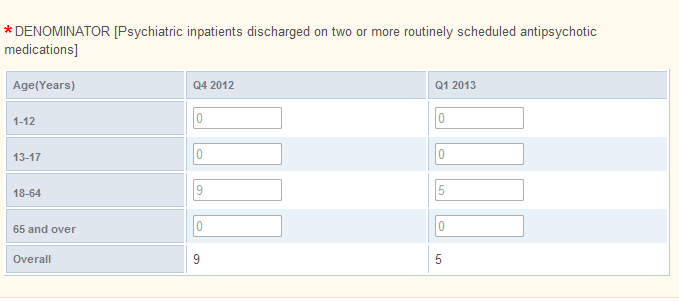 * DENOMINATOR [Psychiatric inpatients discharged on two or more routinely scheduled antipsychotic
medications]
Age(Years) Q4 2012 Q1 2013
1-12 0 0
13-17 0 0
18-64 9 5
65 and over 0 0
Overall 9 5